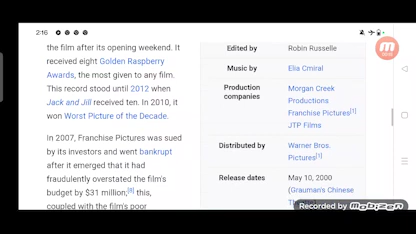 2:16
the film after its opening weekend. It
received eight Golden Raspberry
Awards, the most given to any film.
This record stood until 2012 when
Jack and Jill received ten. In 2010, it
won Worst Picture of the Decade.
In 2007, Franchise Pictures was sued
by its investors and went bankrupt
after it emerged that it had
fraudulently overstated the film's
budget by $31 million;[8] this,
coupled with the film's poor
Edited by Robin Russelle
Music by Elia Cmiral
Production Morgan Creek
companies Productions
Franchise Pictures[1]
JTP Films
Distributed by Warner Bros.
Pictures[1]
Release dates May 10, 2000
(Grauman's Chinese
Recorded by Mobizen